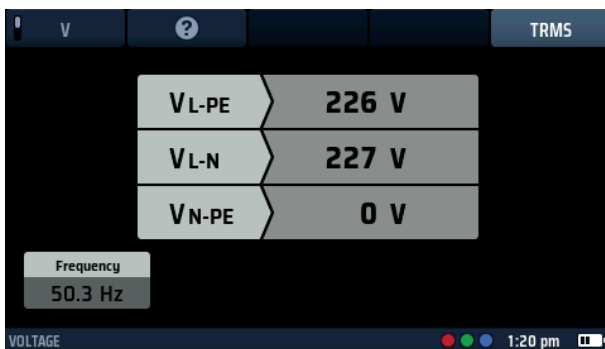 V ? TRMS
VL-PE 226 V
VL-N 227 V
VN-PE 0 V
Frequency
50.3 Hz
VOLTAGE 1:20 pm